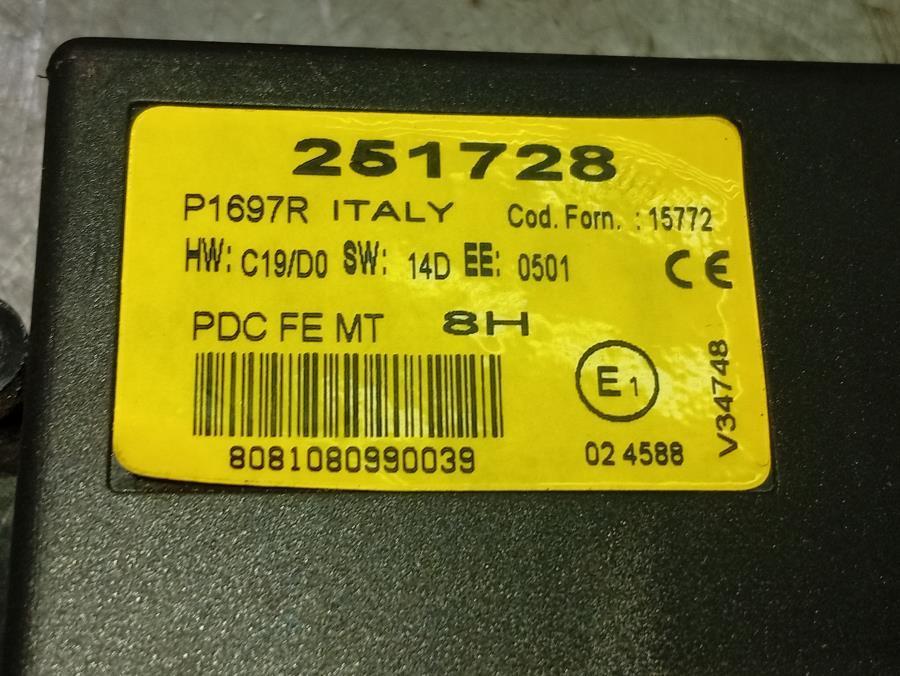 251728
P1697R ITALY Cod. Forn. : 15772
HW: C19/D0 SW: 14D EE: 0501
CE
PDC FE MT 8H
E1
8081080990039
02 4588
V34748